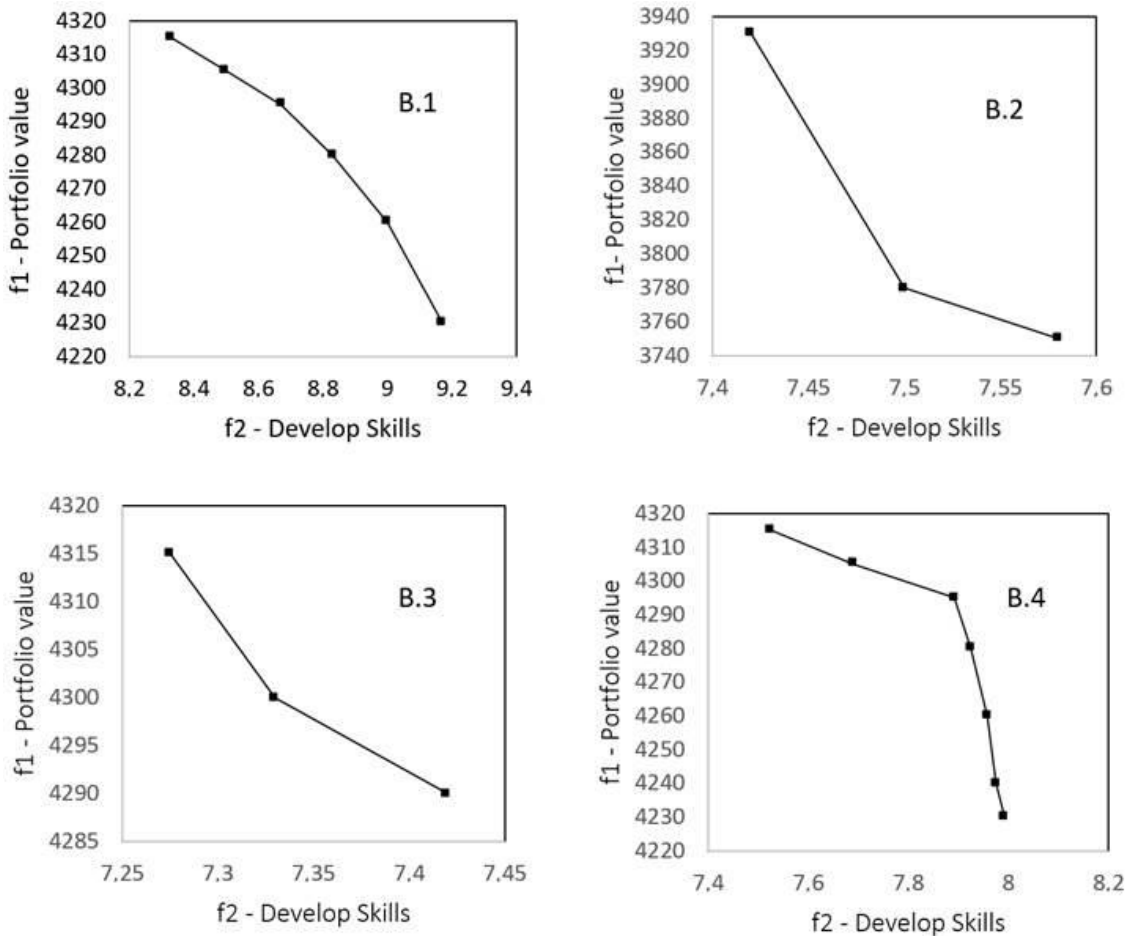 4320
4310
4300
4290
4280
4270
4260
4250
4240
4230
4220
f1 - Portfolio value
B.1
8,2 8,4 8,6 8,8 9 9,2 9,4
f2 - Develop Skills
3940
3920
3900
3880
3860
3840
3820
3800
3780
3760
3740
f1- Portfolio value
B.2
7,4 7,45 7,5 7,55 7,6
f2 - Develop Skills
4320
4315
4310
4305
4300
4295
4290
4285
f1 - Portfolio value
B.3
7,25 7,3 7,35 7,4 7,45
f2 - Develop Skills
4320
4310
4300
4290
4280
4270
4260
4250
4240
4230
4220
f1 - Portfolio value
B.4
7,4 7,6 7,8 8 8,2
f2 - Develop Skills